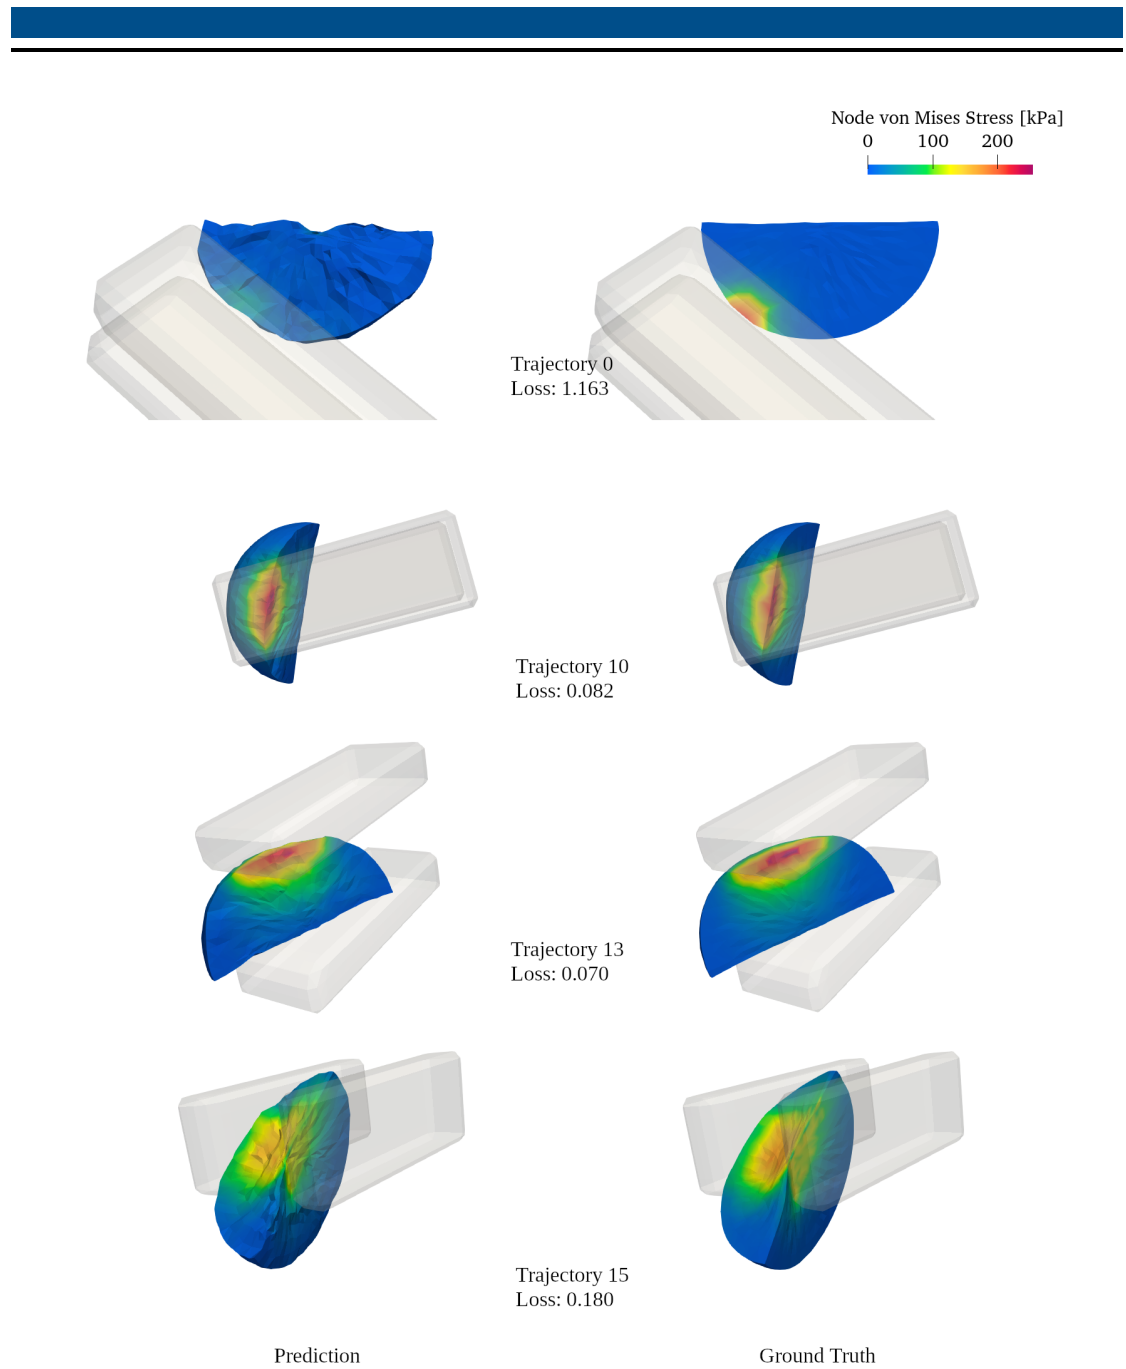 Node von Mises Stress [kPa]
0 100 200
Trajectory 0
Loss: 1.163
Trajectory 10
Loss: 0.082
Trajectory 13
Loss: 0.070
Trajectory 15
Loss: 0.180
Prediction Ground Truth